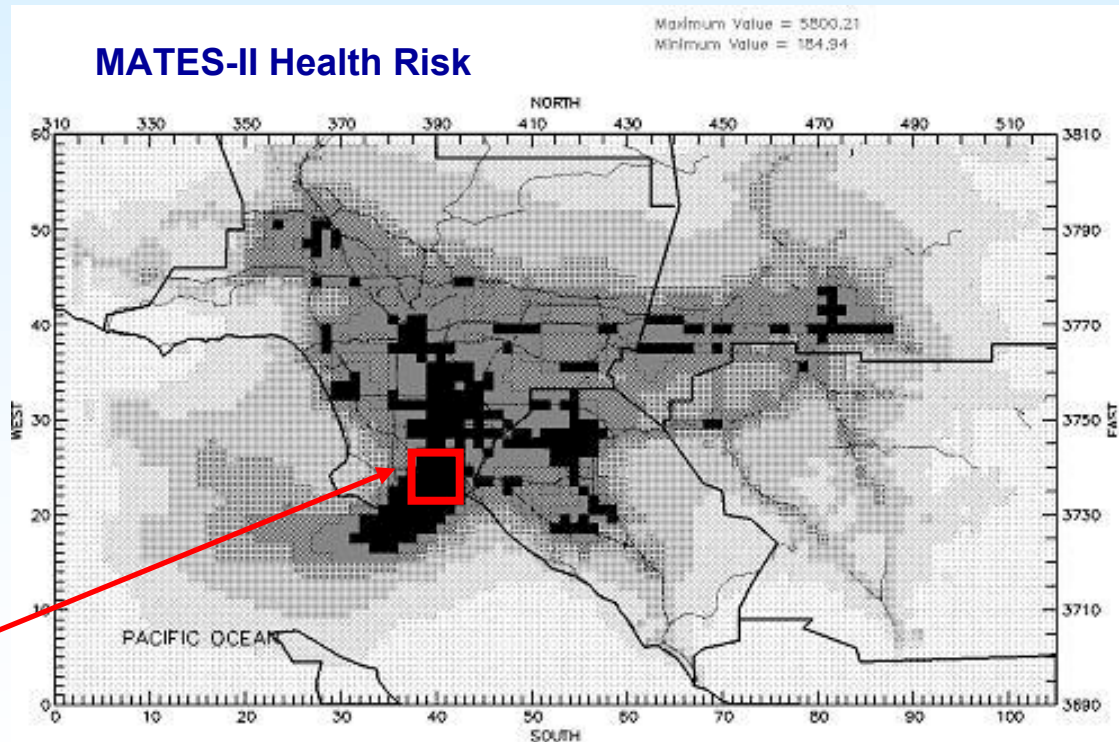 Maximum Value = 5800.21
Minimum Value = 184.94
MATES-II Health Risk
NORTH
310 330 350 370 390 410 430 450 470 490 510
60 3810
50 3790
40 3770
WEST 30 3750 EAST
20 3730
10 3710
PACIFIC OCEAN
0 3690
0 10 20 30 40 50 60 70 80 90 100
SOUTH